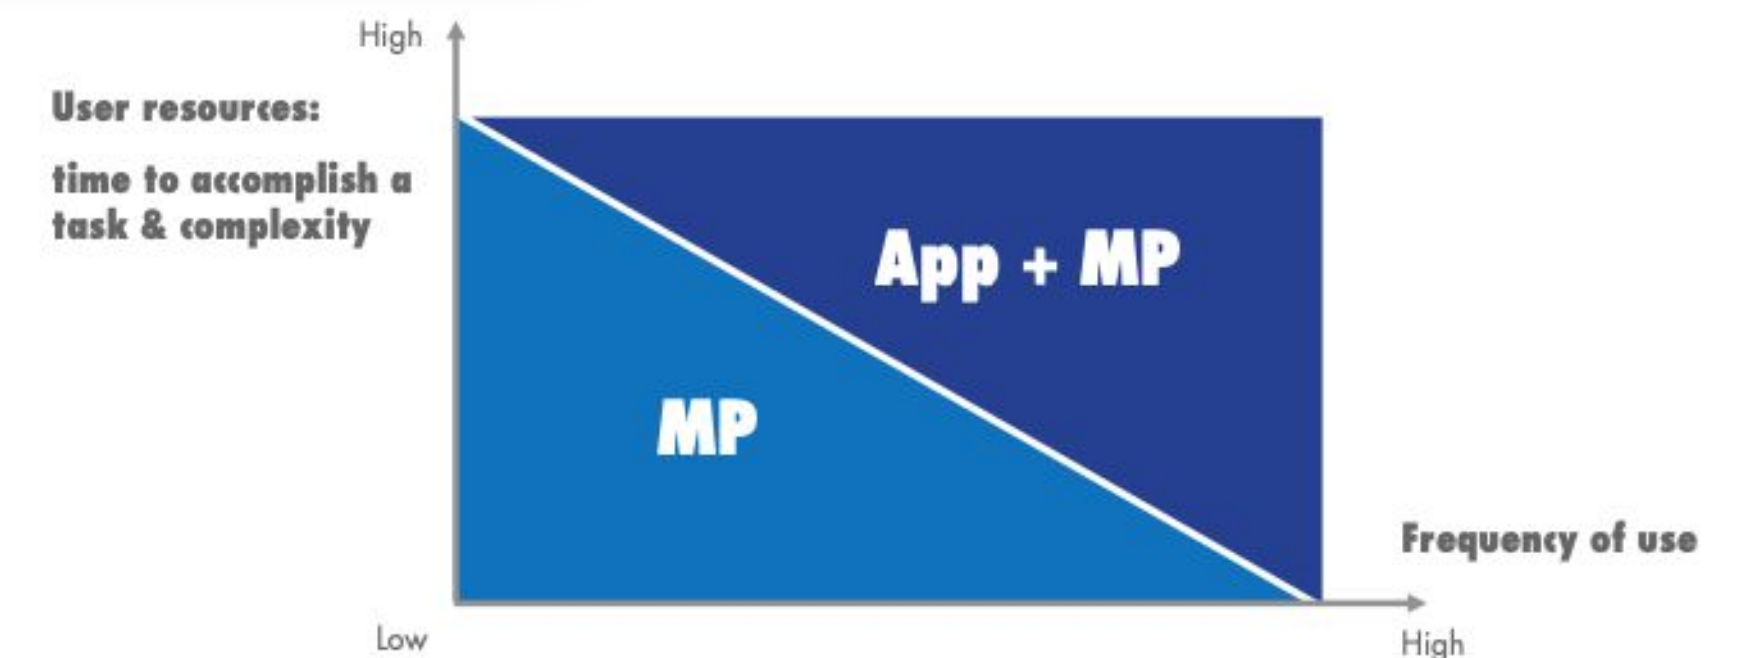 High
User resources:
time to accomplish a
task & complexity
App + MP
MP
Frequency of use
Low
High